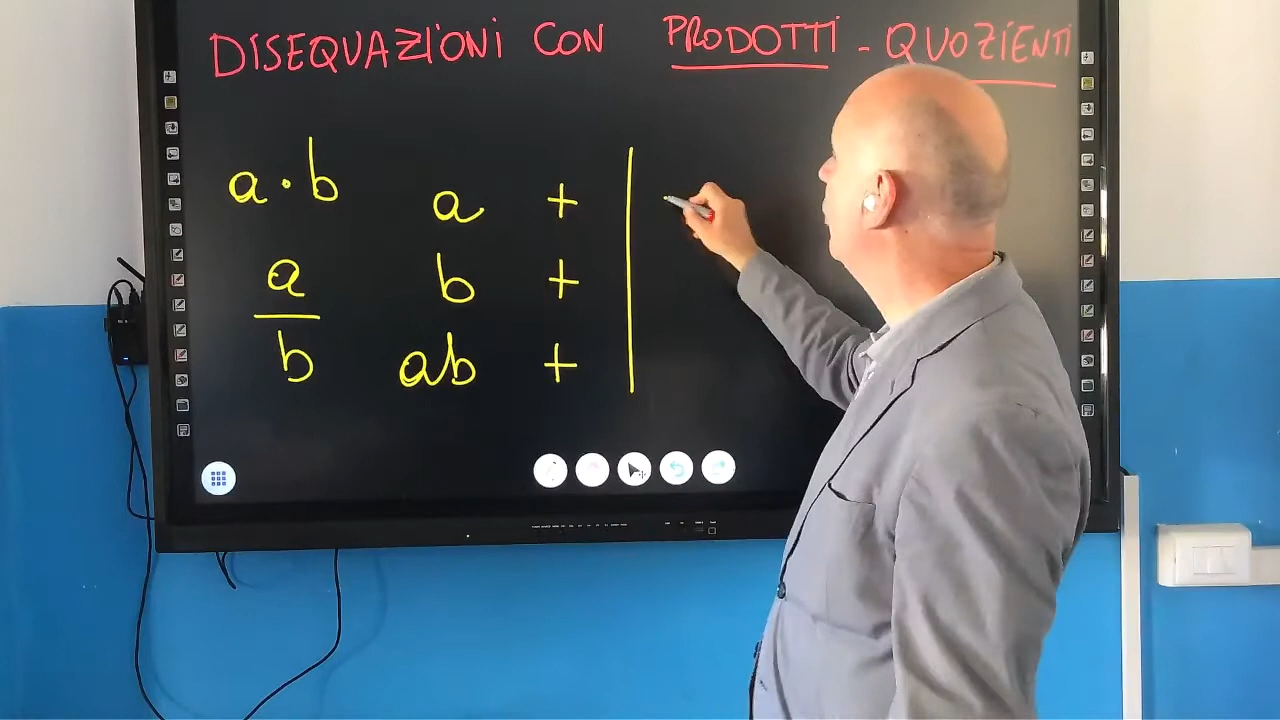 DISEQUAZIONI CON PRODOTTI - QUOZIENTI
a · b
a
b
a +
b +
ab +